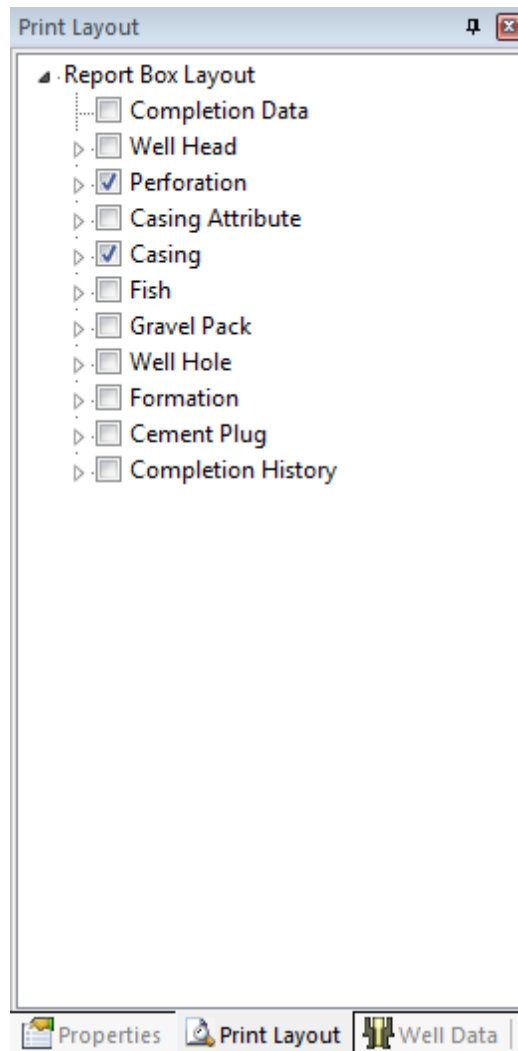 Print Layout
Report Box Layout
Completion Data
Well Head
Perforation
Casing Attribute
Casing
Fish
Gravel Pack
Well Hole
Formation
Cement Plug
Completion History
Properties Print Layout Well Data